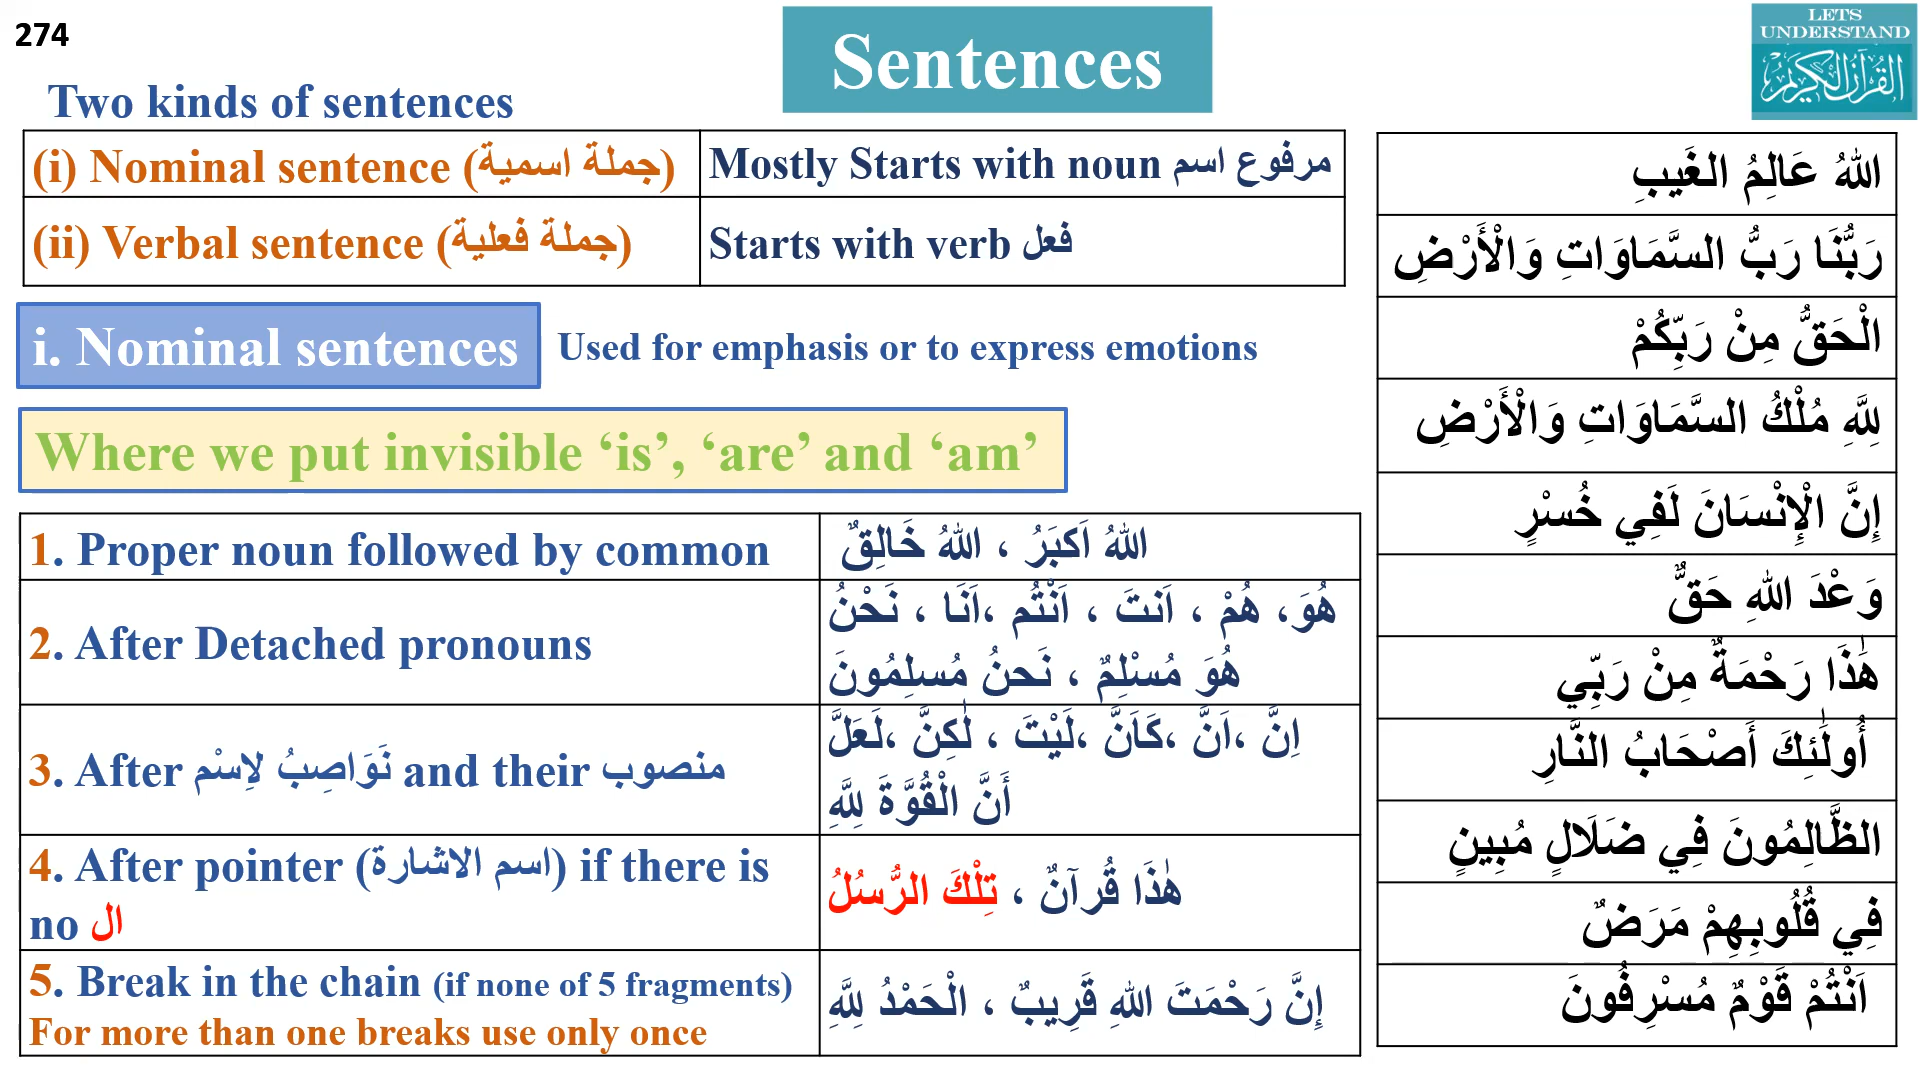 274
Sentences
LETS
UNDERSTAND
القرآن الكريم
Two kinds of sentences
(i) Nominal sentence (جملة اسمية)
Mostly Starts with noun مرفوع اسم
(ii) Verbal sentence (جملة فعلية)
Starts with verb فعل
i. Nominal sentences
Used for emphasis or to express emotions
Where we put invisible ‘is’, ‘are’ and ‘am’
1. Proper noun followed by common
اللهُ اَكبَرُ ، اللهُ خَالِقٌ
2. After Detached pronouns
هُوَ، هُمْ ، اَنتَ ، اَنْتُم ،اَنَا ، نَحْنُ
هُوَ مُسْلِمٌ ، نَحنُ مُسلِمُونَ
3. After نَوَاصِبُ لِاِسْم and their منصوب
اِنَّ ،اَنَّ ،كَاَنَّ ،لَيْتَ ، لٰكِنَّ ،لَعَلَّ
أَنَّ الْقُوَّةَ لِلَّهِ
4. After pointer (اسم الاشارة) if there is
no ال
هٰذَا قُرآنٌ ، تِلْكَ الرُّسُلُ
5. Break in the chain (if none of 5 fragments)
For more than one breaks use only once
إِنَّ رَحْمَتَ اللهِ قَرِيبٌ ، الْحَمْدُ لِلَّهِ
اللهُ عَالِمُ الغَيبِ
رَبُّنَا رَبُّ السَّمَاوَاتِ وَالْأَرْضِ
الْحَقُّ مِنْ رَبِّكُمْ
لِلَّهِ مُلْكُ السَّمَاوَاتِ وَالْأَرْضِ
إِنَّ الْإِنْسَانَ لَفِي خُسْرٍ
وَعْدَ اللهِ حَقٌّ
هَٰذَا رَحْمَةٌ مِنْ رَبِّي
أُولَٰئِكَ أَصْحَابُ النَّارِ
الظَّالِمُونَ فِي ضَلَالٍ مُبِينٍ
فِي قُلُوبِهِمْ مَرَضٌ
اَنْتُمْ قَوْمٌ مُسْرِفُونَ